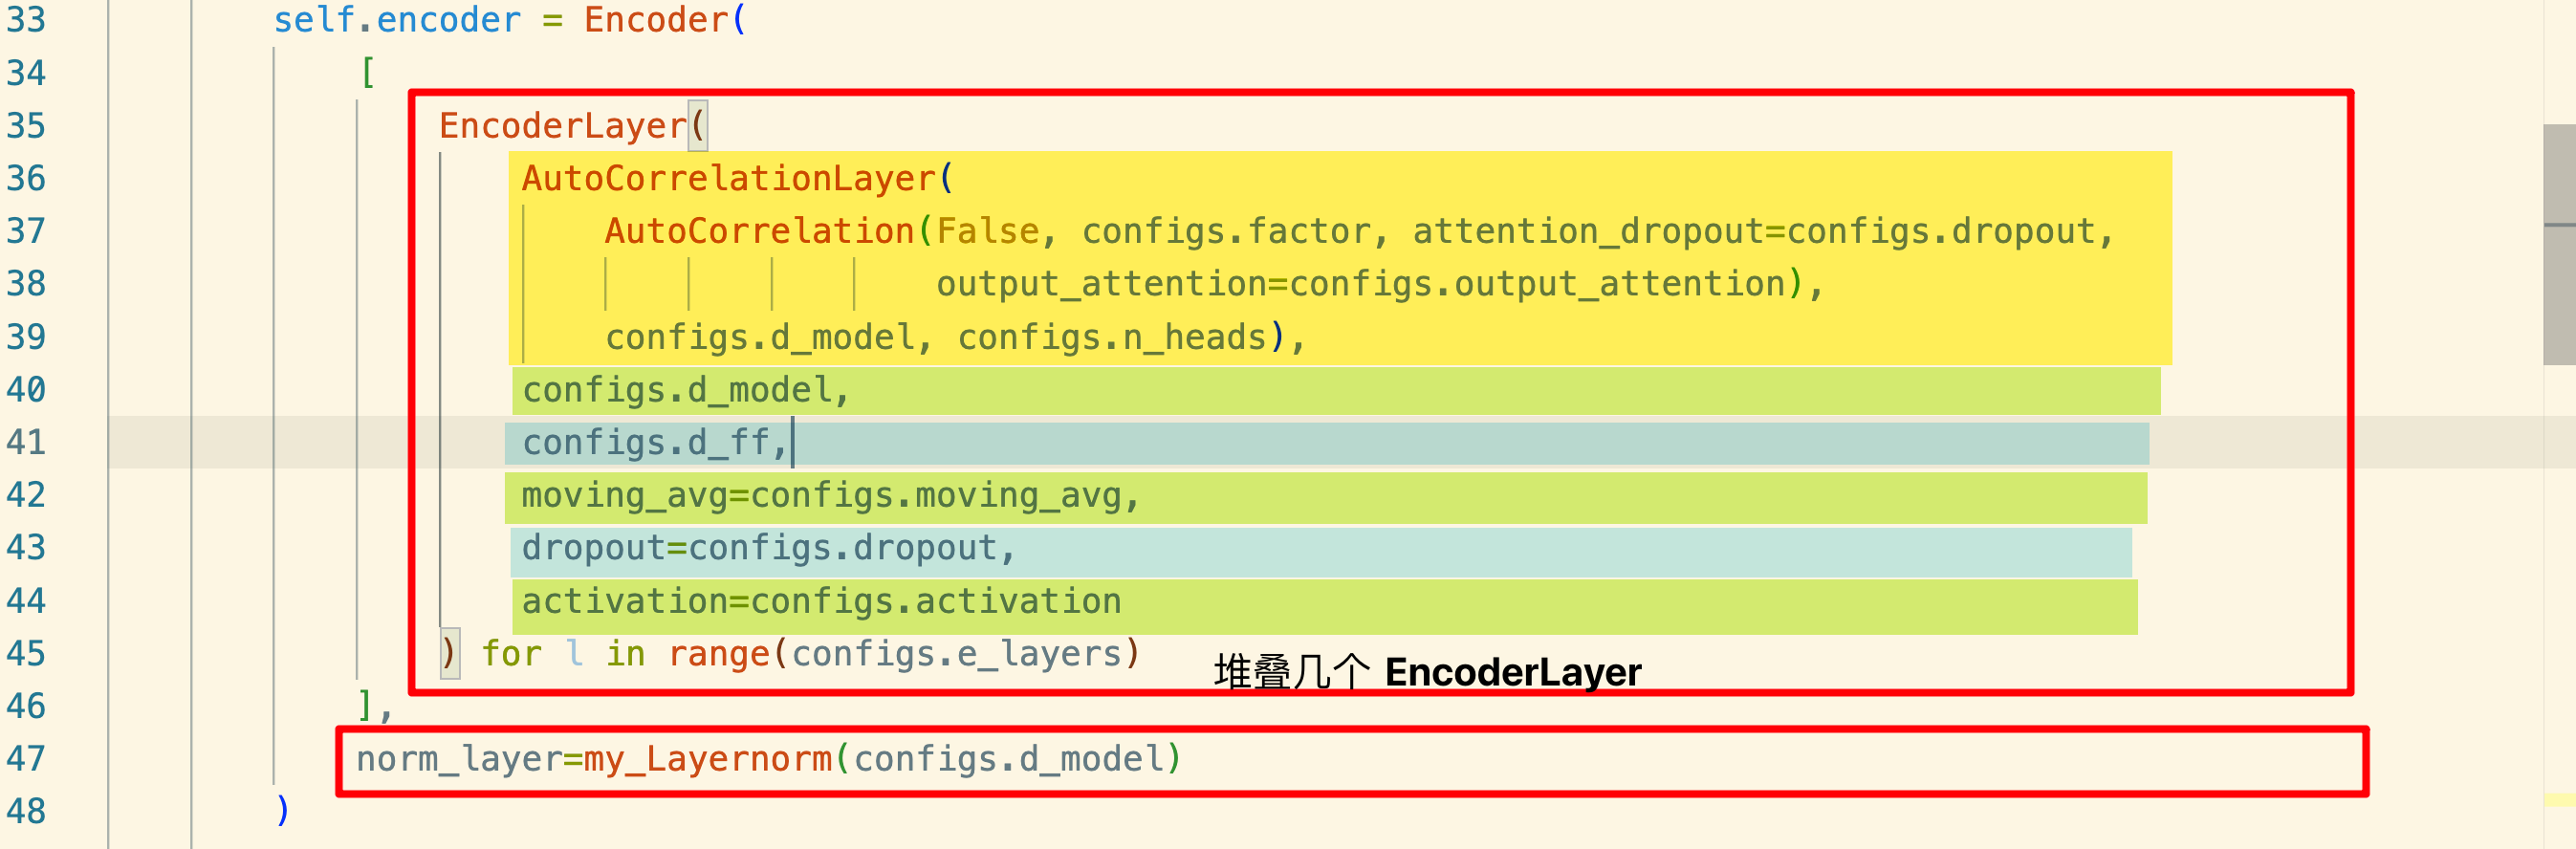 33 self.encoder = Encoder(
34 [
35 EncoderLayer(
36 AutoCorrelationLayer(
37 AutoCorrelation(False, configs.factor, attention_dropout=configs.dropout,
38 output_attention=configs.output_attention),
39 configs.d_model, configs.n_heads),
40 configs.d_model,
41 configs.d_ff,
42 moving_avg=configs.moving_avg,
43 dropout=configs.dropout,
44 activation=configs.activation
45 ) for l in range(configs.e_layers)
堆叠几个 EncoderLayer
46 ],
47 norm_layer=my_Layernorm(configs.d_model)
48 )